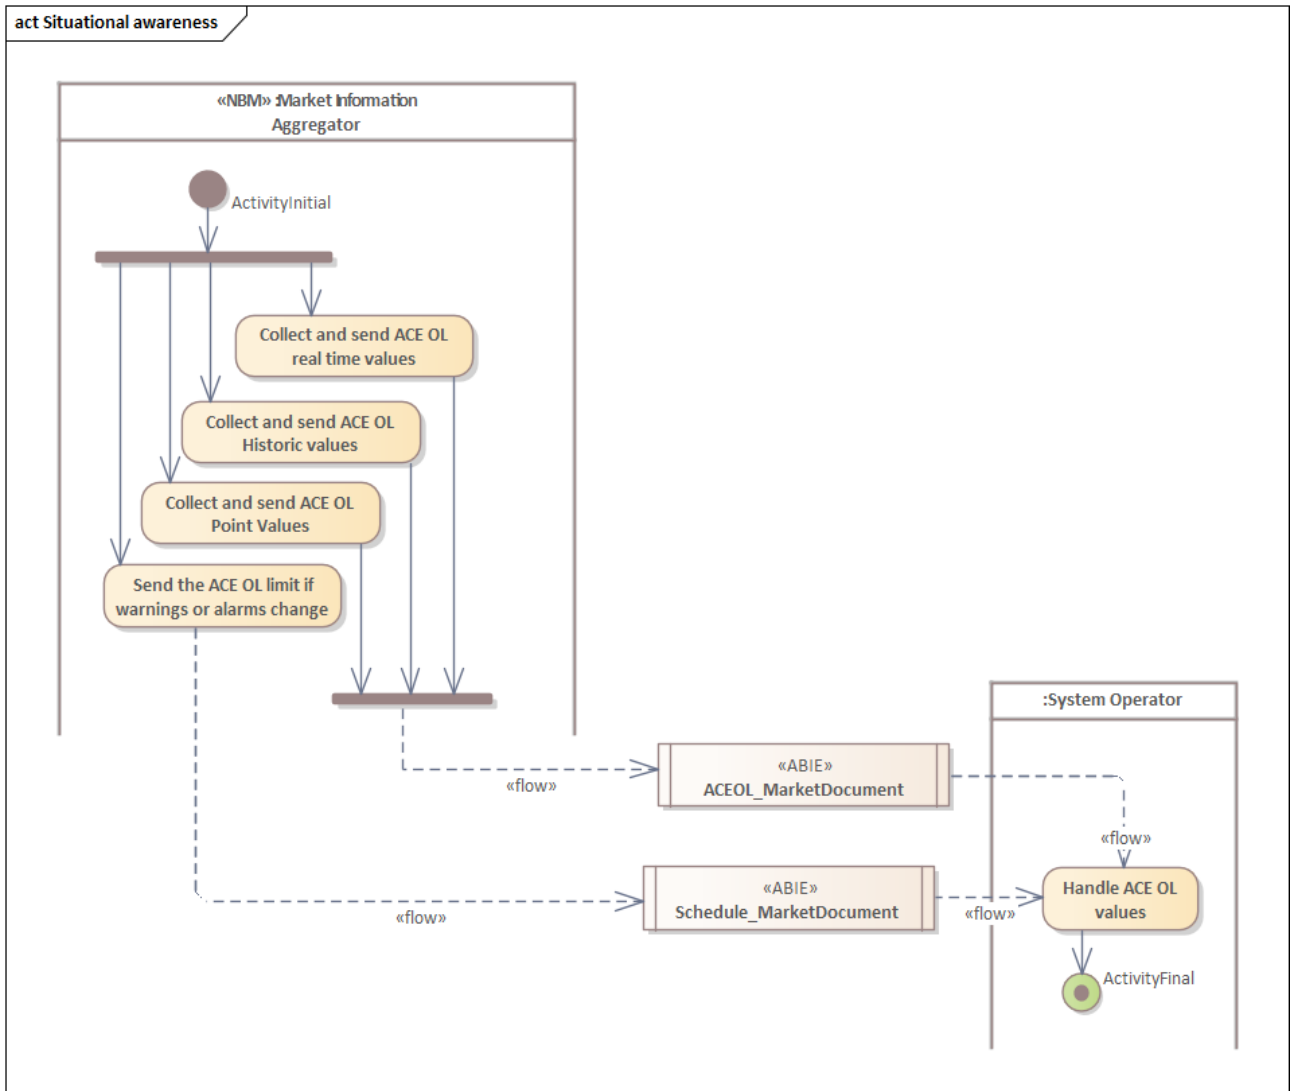 act Situational awareness
«NBM» :Market Information
Aggregator
ActivityInitial
Collect and send ACE OL
real time values
Collect and send ACE OL
Historic values
Collect and send ACE OL
Point Values
Send the ACE OL limit if
warnings or alarms change
:System Operator
«ABIE»
ACEOL_MarketDocument
«flow»
«flow»
«ABIE»
Schedule_MarketDocument
«flow»
«flow»
Handle ACE OL
values
ActivityFinal